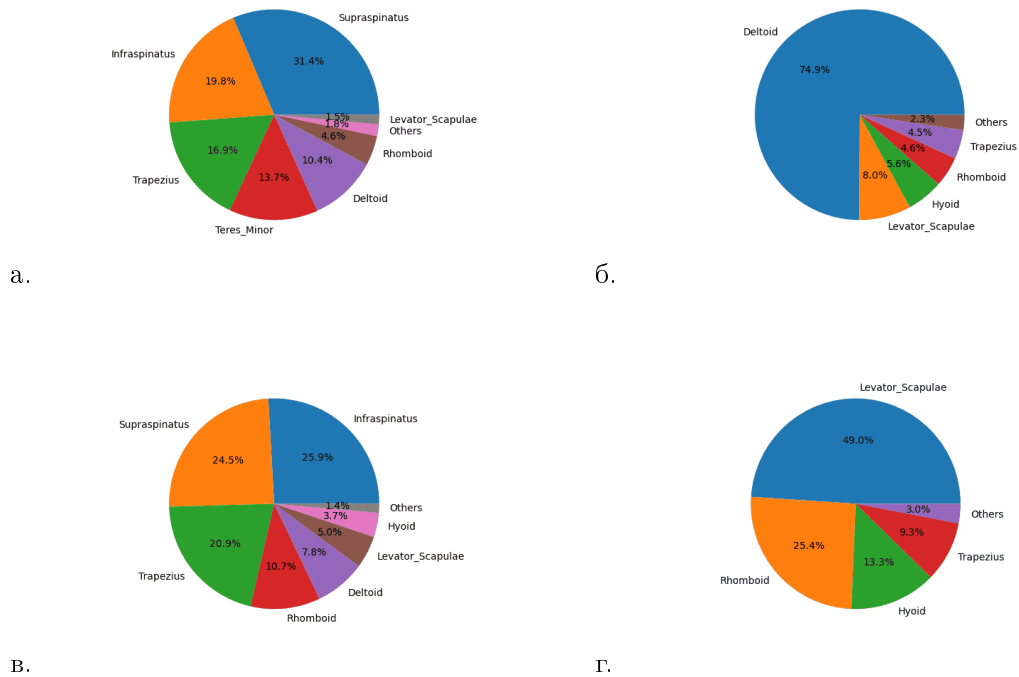 Supraspinatus
31.4%
Infraspinatus
19.8%
Trapezius
16.9%
Teres_Minor
13.7%
Deltoid
10.4%
Rhomboid
4.6%
Others
1.8%
Levator_Scapulae
1.5%
а.
Deltoid
74.9%
Levator_Scapulae
8.0%
Hyoid
5.6%
Rhomboid
4.6%
Trapezius
4.5%
Others
2.3%
б.
Infraspinatus
25.9%
Supraspinatus
24.5%
Trapezius
20.9%
Rhomboid
10.7%
Deltoid
7.8%
Levator_Scapulae
5.0%
Hyoid
3.7%
Others
1.4%
в.
Levator_Scapulae
49.0%
Rhomboid
25.4%
Hyoid
13.3%
Trapezius
9.3%
Others
3.0%
г.